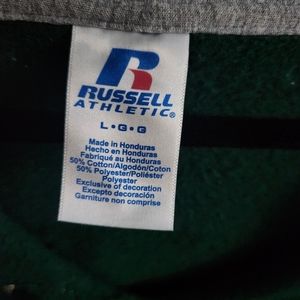 R
RUSSELL
ATHLETIC®
L•G•G
Made in Honduras
Hecho en Honduras
Fabriqué au Honduras
50% Cotton/Algodón/Coton
50% Polyester/Poliéster
Polyester
Exclusive of decoration
Excepto decoración
Garniture non comprise